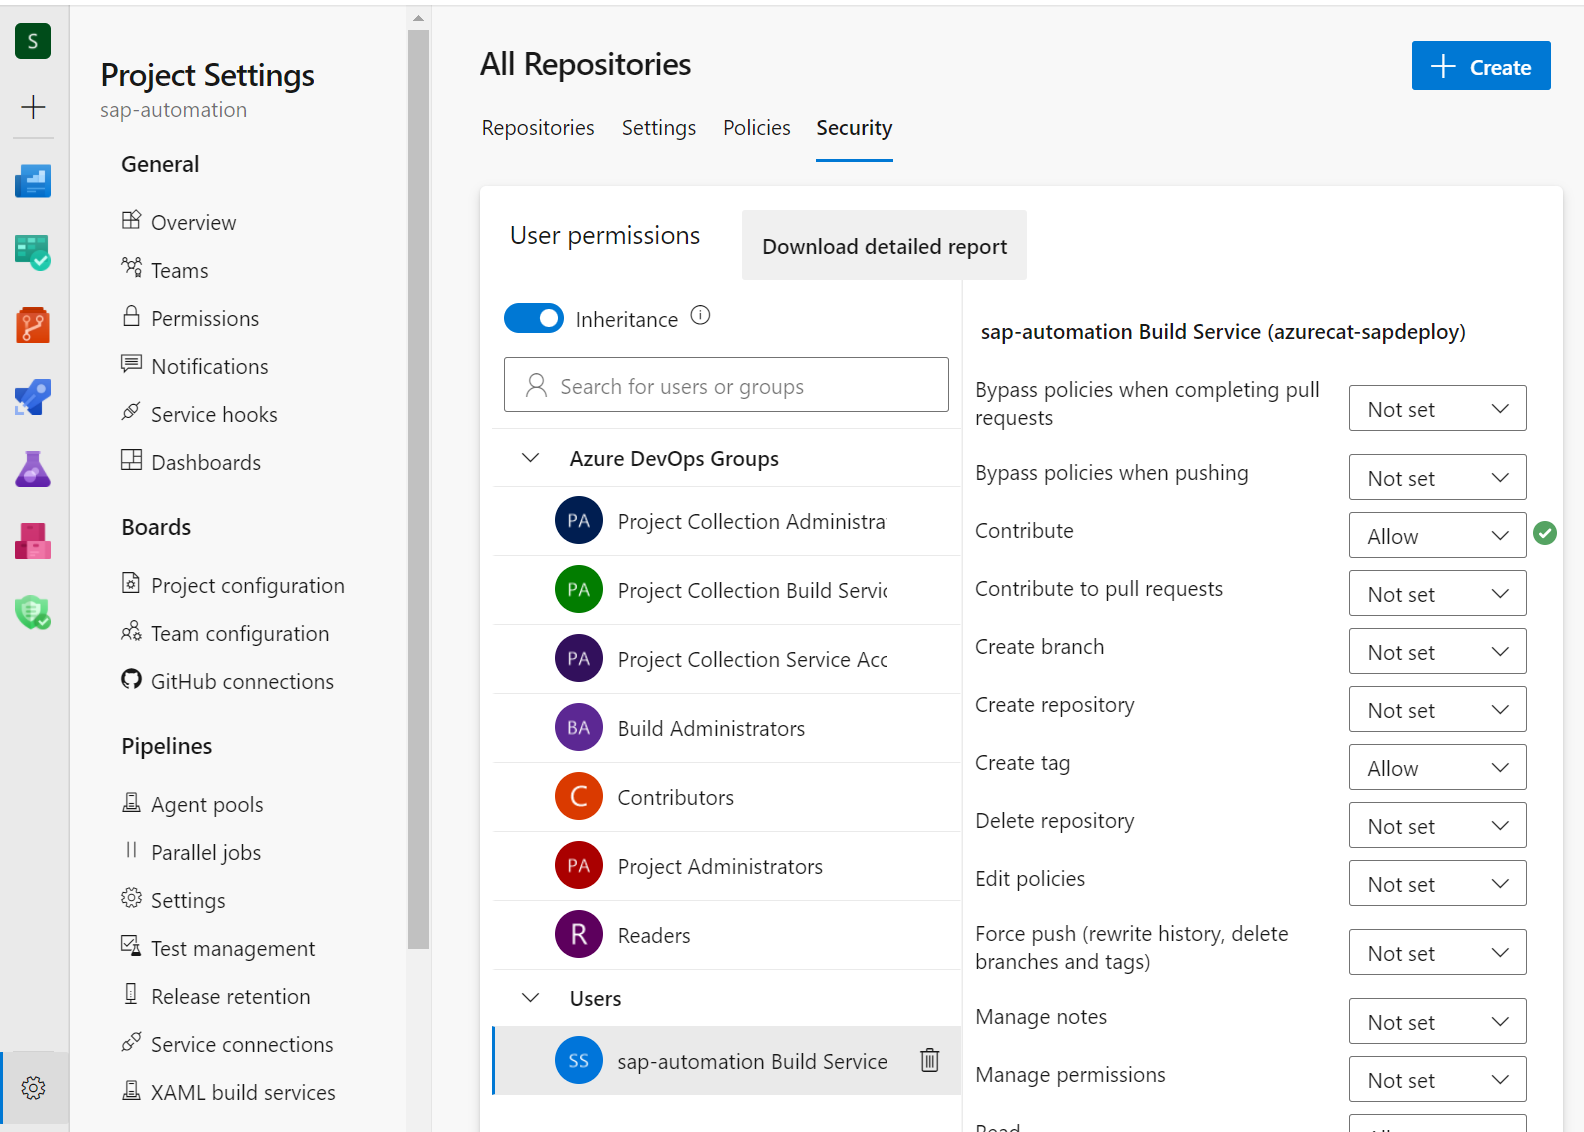 S
Project Settings
sap-automation
General
Overview
Teams
Permissions
Notifications
Service hooks
Dashboards
Boards
Project configuration
Team configuration
GitHub connections
Pipelines
Agent pools
Parallel jobs
Settings
Test management
Release retention
Service connections
XAML build services
All Repositories
Create
Repositories Settings Policies Security
User permissions
Download detailed report
Inheritance
Search for users or groups
Azure DevOps Groups
PA Project Collection Administra
PA Project Collection Build Servic
PA Project Collection Service Acc
BA Build Administrators
C Contributors
PA Project Administrators
R Readers
Users
SS sap-automation Build Service
sap-automation Build Service (azurecat-sapdeploy)
Bypass policies when completing pull
requests
Not set
Bypass policies when pushing
Not set
Contribute
Allow
Contribute to pull requests
Not set
Create branch
Not set
Create repository
Not set
Create tag
Allow
Delete repository
Not set
Edit policies
Not set
Force push (rewrite history, delete
branches and tags)
Not set
Manage notes
Not set
Manage permissions
Not set
Read